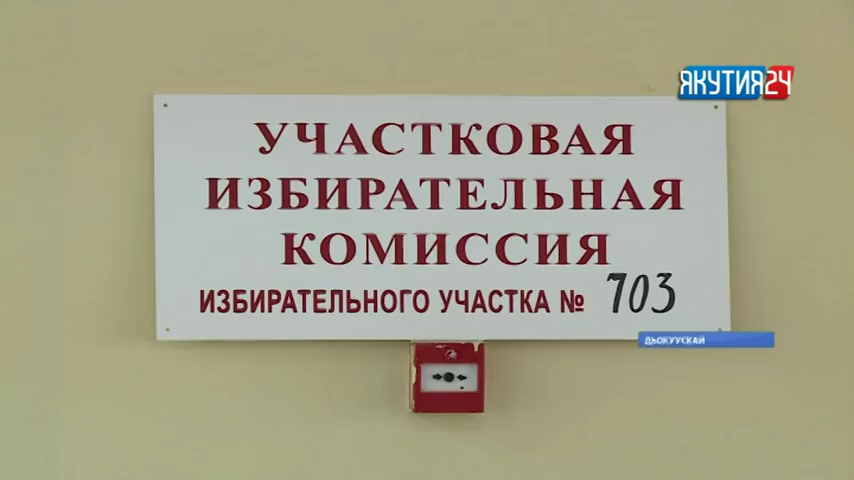 ЯКУТИЯ24
УЧАСТКОВАЯ
ИЗБИРАТЕЛЬНАЯ
КОМИССИЯ
ИЗБИРАТЕЛЬНОГО УЧАСТКА № 703
ДЬОКУУСКАЙ